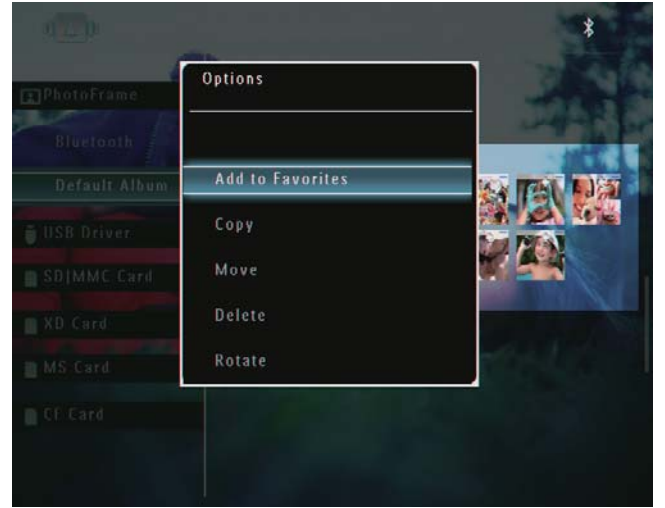 Options
PhotoFrame
Bluetooth
Default Album
USB Driver
SD|MMC Card
XD Card
MS Card
CF Card
Add to Favorites
Copy
Move
Delete
Rotate